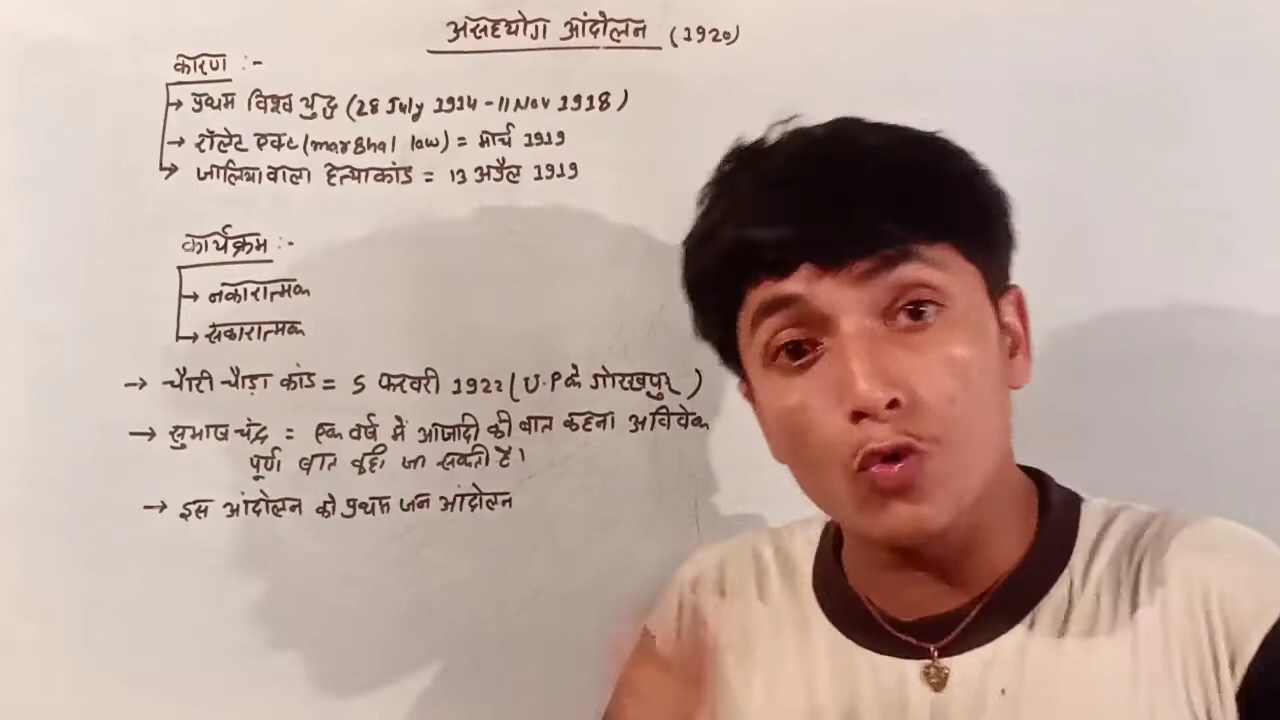 असहयोग आंदोलन (1920)
कारण :-
→ प्रथम विश्व युद्ध (28 July 1914 - 11 Nov 1918)
→ रॉलेट एक्ट (marshal law) = मार्च 1919
→ जालियावाला हत्याकांड = 13 अप्रैल 1919
कार्यक्रम :-
→ नकारात्मक
→ सकारात्मक
→ चौरी चौड़ा कांड = 5 फरवरी 1922 (U.P के गोरखपुर)
→ सुभाष चंद्र = एक वर्ष में आजादी की बात कहना अविवेक
पूर्ण बात कही जा सकती है।
→ इस आंदोलन को प्रथम जन आंदोलन